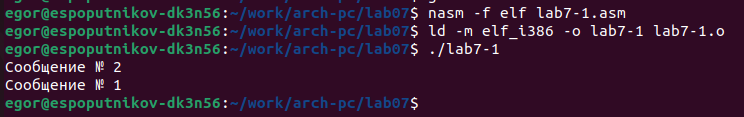 egor@espoputnikov-dk3n56:~/work/arch-pc/lab07$ nasm -f elf lab7-1.asm
egor@espoputnikov-dk3n56:~/work/arch-pc/lab07$ ld -m elf_i386 -o lab7-1 lab7-1.o
egor@espoputnikov-dk3n56:~/work/arch-pc/lab07$ ./lab7-1
Сообщение № 2
Сообщение № 1
egor@espoputnikov-dk3n56:~/work/arch-pc/lab07$